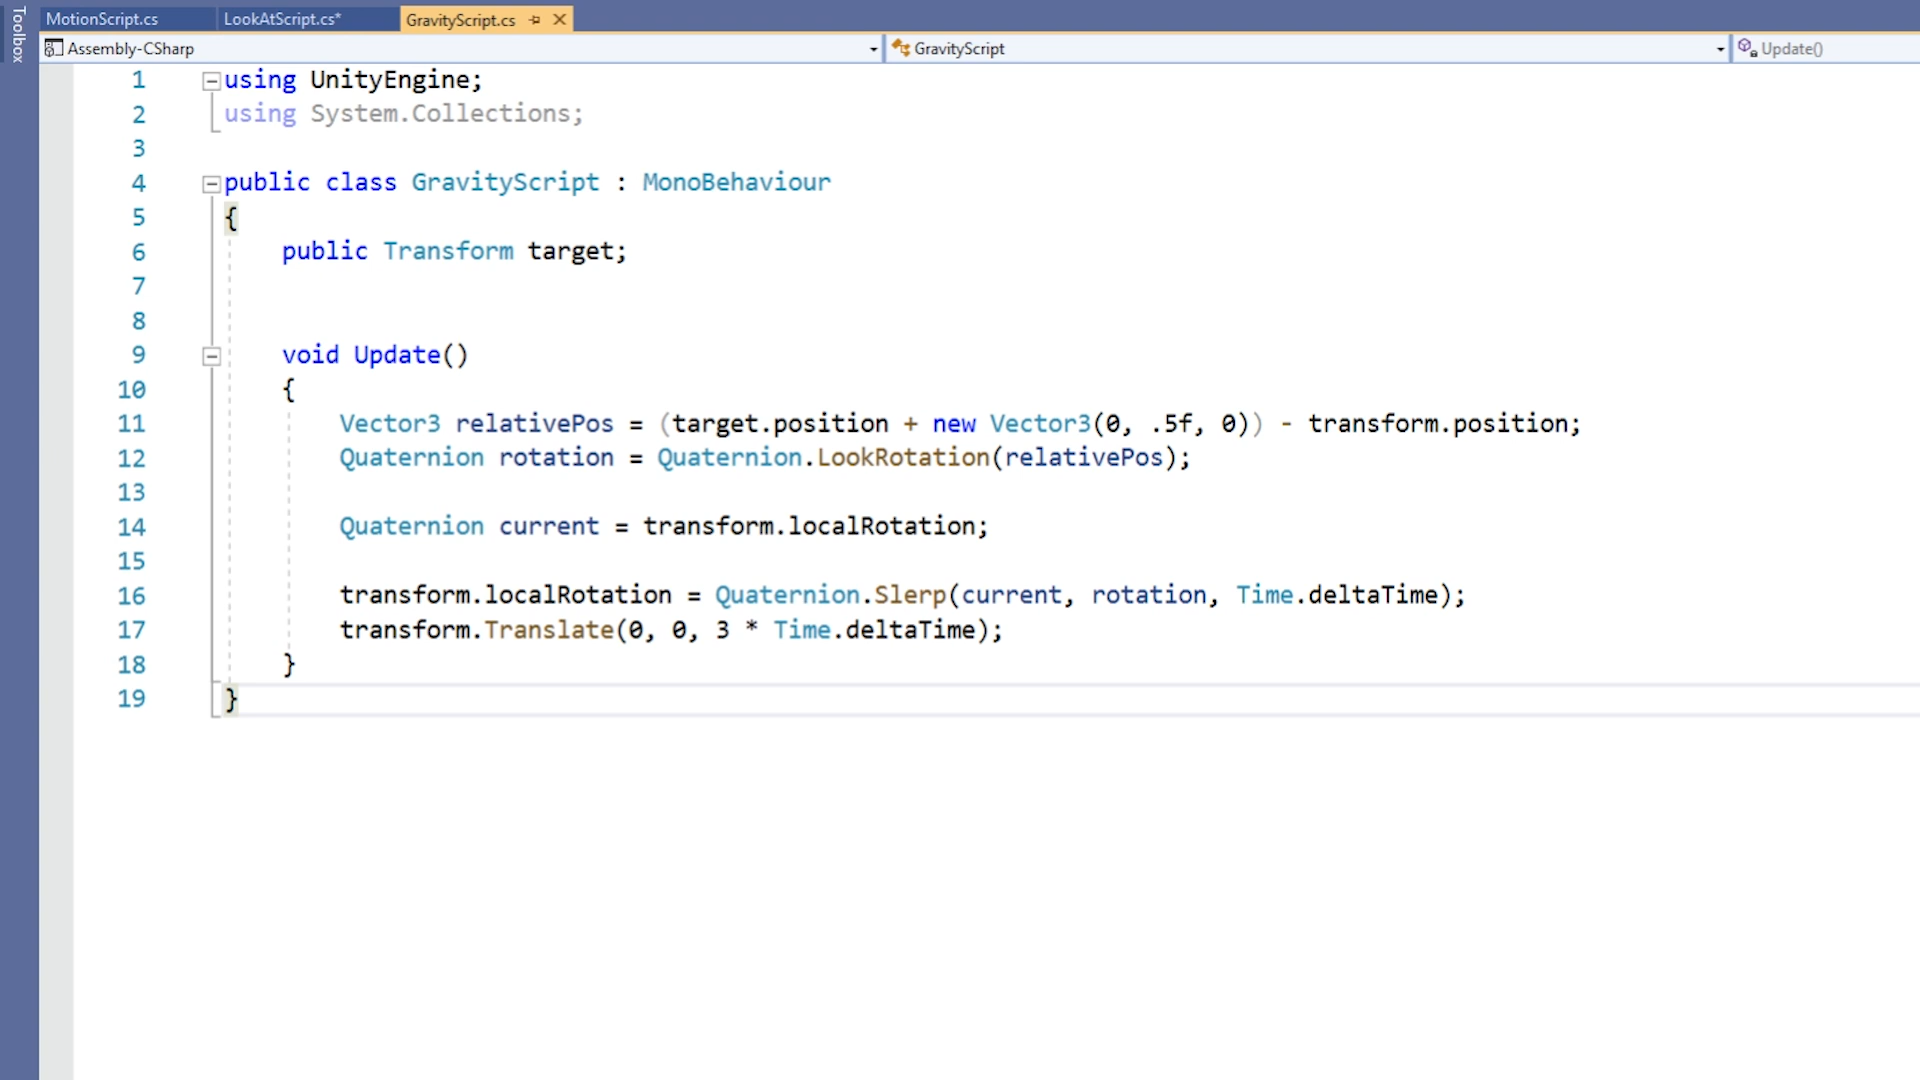 Toolbox
MotionScript.cs
LookAtScript.cs*
GravityScript.cs
Assembly-CSharp
GravityScript
Update()
1 using UnityEngine;
2 using System.Collections;
3
4 public class GravityScript : MonoBehaviour
5 {
6 public Transform target;
7
8
9 void Update()
10 {
11 Vector3 relativePos = (target.position + new Vector3(0, .5f, 0)) - transform.position;
12 Quaternion rotation = Quaternion.LookRotation(relativePos);
13
14 Quaternion current = transform.localRotation;
15
16 transform.localRotation = Quaternion.Slerp(current, rotation, Time.deltaTime);
17 transform.Translate(0, 0, 3 * Time.deltaTime);
18 }
19 }